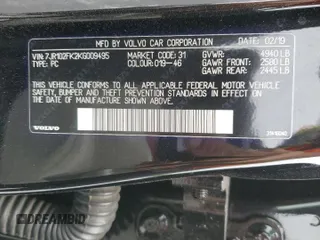 MFD. BY VOLVO CAR CORPORATION DATE: 02/19
VIN: 7JR102FK2KG009495 MARKET CODE: 31 GVWR: 4940 LB
TYPE: PC COLOUR: 019-46 GAWR FRONT: 2580 LB
GAWR REAR: 2445 LB
THIS VEHICLE CONFORMS TO ALL APPLICABLE FEDERAL MOTOR VEHICLE
SAFETY, BUMPER AND THEFT PREVENTION STANDARDS IN EFFECT ON THE
DATE OF MANUFACTURE SHOWN ABOVE.
VOLVO
DREAMBID